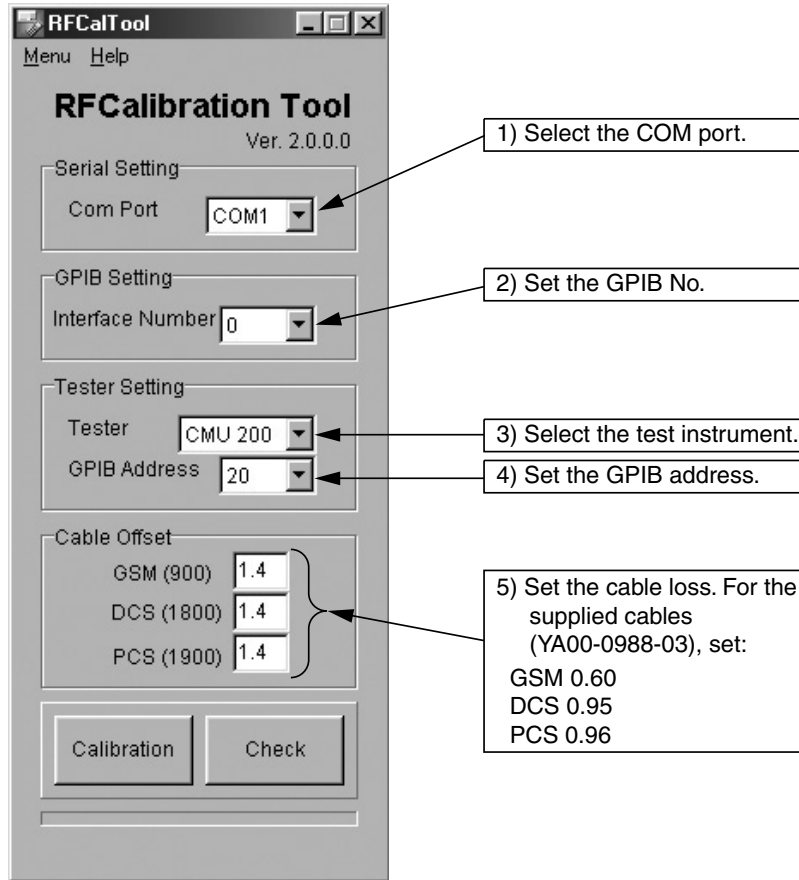 RFCalTool
Menu Help
RFCalibration Tool
Ver. 2.0.0.0
Serial Setting
Com Port COM1
1) Select the COM port.
GPIB Setting
Interface Number 0
2) Set the GPIB No.
Tester Setting
Tester CMU 200
3) Select the test instrument.
GPIB Address 20
4) Set the GPIB address.
Cable Offset
GSM (900) 1.4
DCS (1800) 1.4
PCS (1900) 1.4
5) Set the cable loss. For the
supplied cables
(YA00-0988-03), set:
GSM 0.60
DCS 0.95
PCS 0.96
Calibration Check